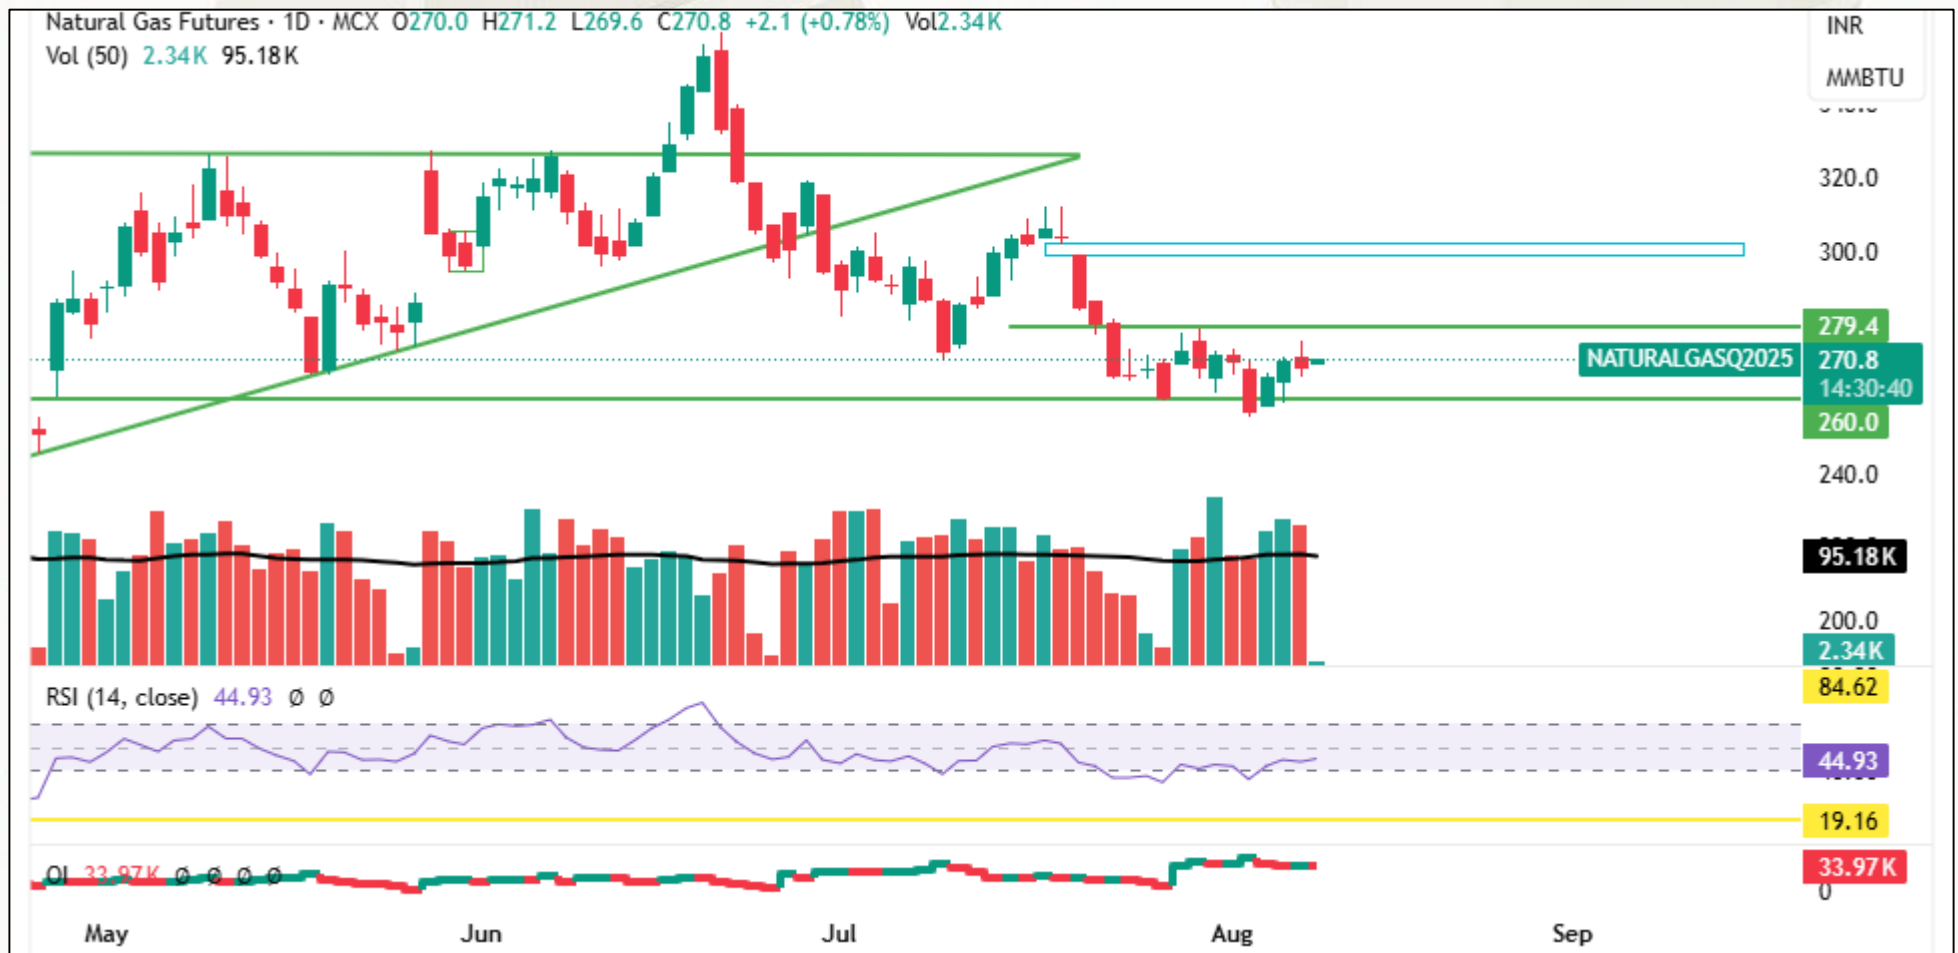 Natural Gas Futures · 1D · MCX O270.0 H271.2 L269.6 C270.8 +2.1 (+0.78%) Vol2.34K
INR
Vol (50) 2.34K 95.18K
MMBTU
320.0
300.0
279.4
NATURALGASQ2025 270.8
14:30:40
260.0
240.0
95.18K
200.0
2.34K
84.62
RSI (14, close) 44.93 Ø Ø
44.93
19.16
OI 33.97K Ø Ø Ø Ø
33.97K
0
May Jun Jul Aug Sep